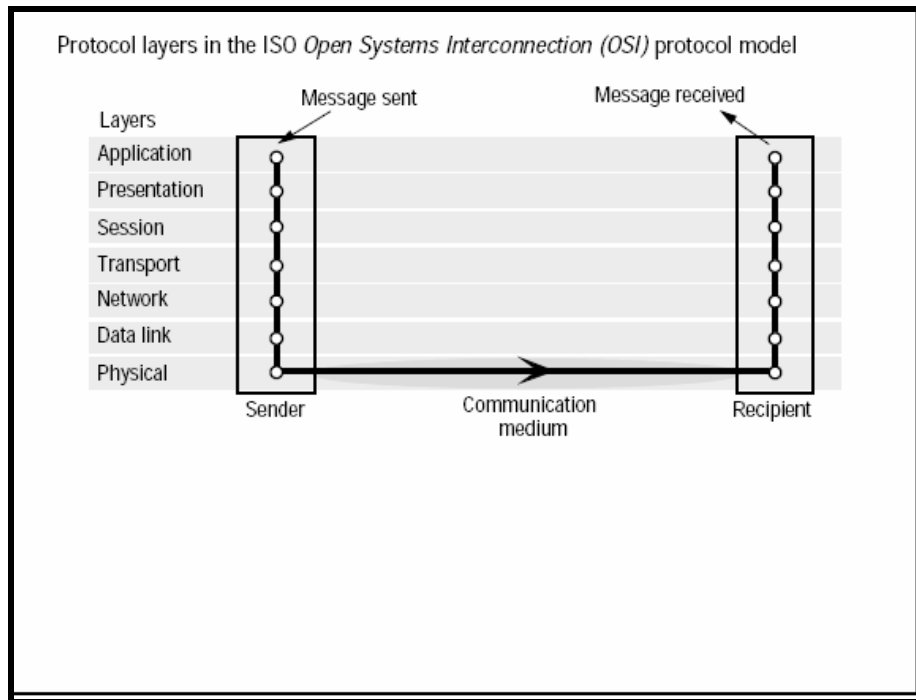 Protocol layers in the ISO Open Systems Interconnection (OSI) protocol model
Message sent
Message received
Layers
Application
Presentation
Session
Transport
Network
Data link
Physical
Sender
Communication
medium
Recipient